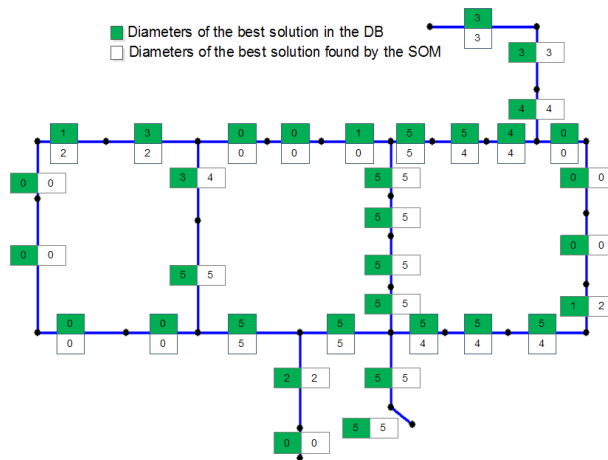 3
Diameters of the best solution in the DB
3
Diameters of the best solution found by the SOM
3 3
4 4
1 3 0 0 1 5 5 4 0
2 2 0 0 0 5 4 4 0
0 0 3 4 5 5 0 0
5 5
0 0 0 0
5 5 5 5
1 2 5 5
0 0 5 5 5 5 5
0 0 5 5 4 4 4
2 2 5 5
5 5
0 0